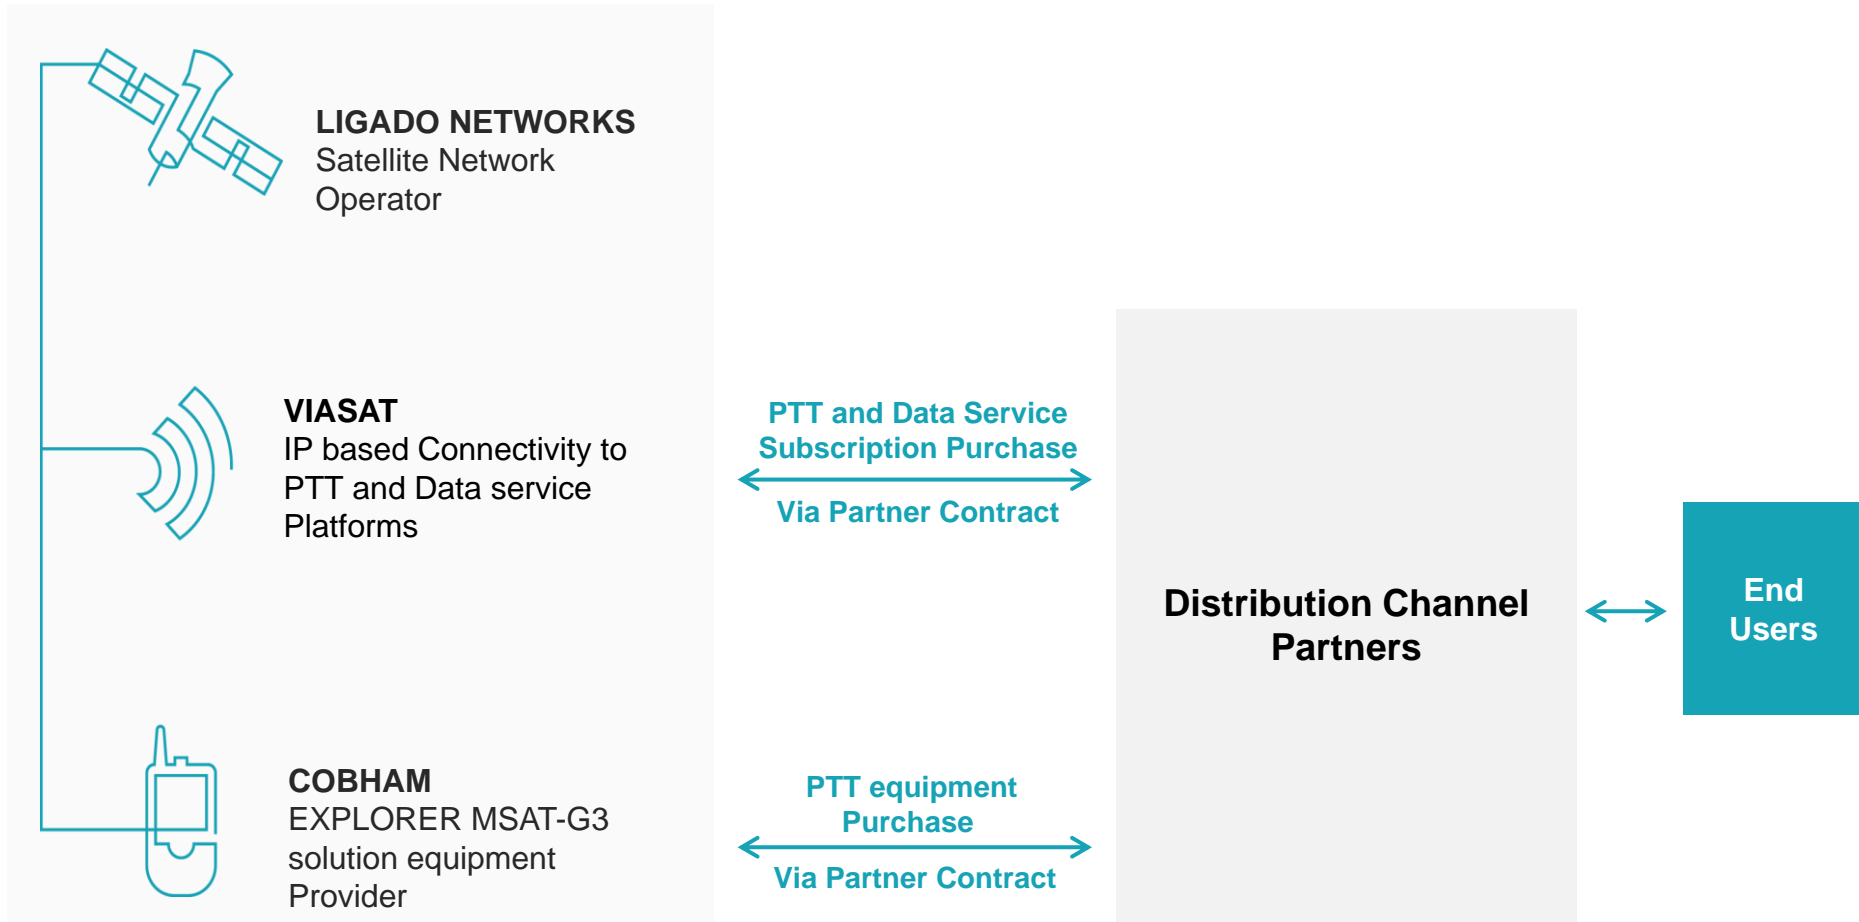 LIGADO NETWORKS
Satellite Network
Operator
VIASAT
IP based Connectivity to
PTT and Data service
Platforms
COBHAM
EXPLORER MSAT-G3
solution equipment
Provider
PTT and Data Service
Subscription Purchase
Via Partner Contract
PTT equipment
Purchase
Via Partner Contract
Distribution Channel
Partners
End
Users